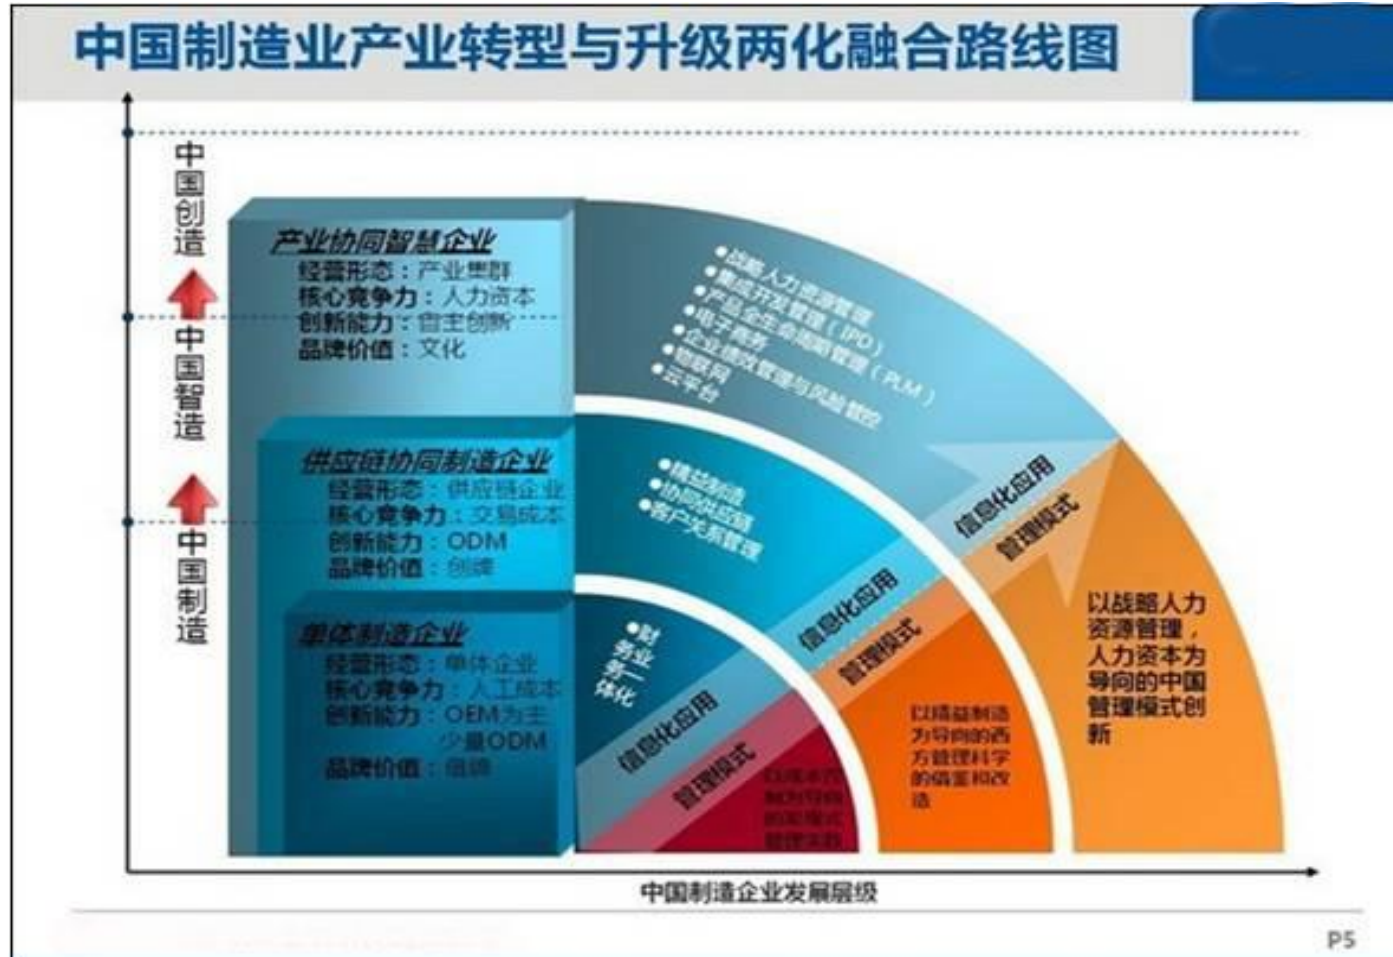 中国制造业产业转型与升级两化融合路线图
中国创造
中国智造
中国制造
产业协同智慧企业
经营形态：产业集群
核心竞争力：人力资本
创新能力：自主创新
品牌价值：文化
供应链协同制造企业
经营形态：供应链企业
核心竞争力：交易成本
创新能力：ODM
品牌价值：创牌
单体制造企业
经营形态：单体企业
核心竞争力：人工成本
创新能力：OEM为主
少量ODM
品牌价值：借牌
●战略人力资源管理
●集成开发管理（IPD）
●产品全生命周期管理（PLM）
●电子商务
●企业绩效管理与风险管控
●物联网
●云平台
●精益制造
●协同供应链
●客户关系管理
●财
务业
务一
体化
信息化应用
管理模式
信息化应用
管理模式
信息化应用
管理模式
以战略人力
资源管理，
人力资本为
导向的中国
管理模式创
新
以精益制造
为导向的西
方管理科学
的借鉴和改
造
中国制造企业发展层级
P5